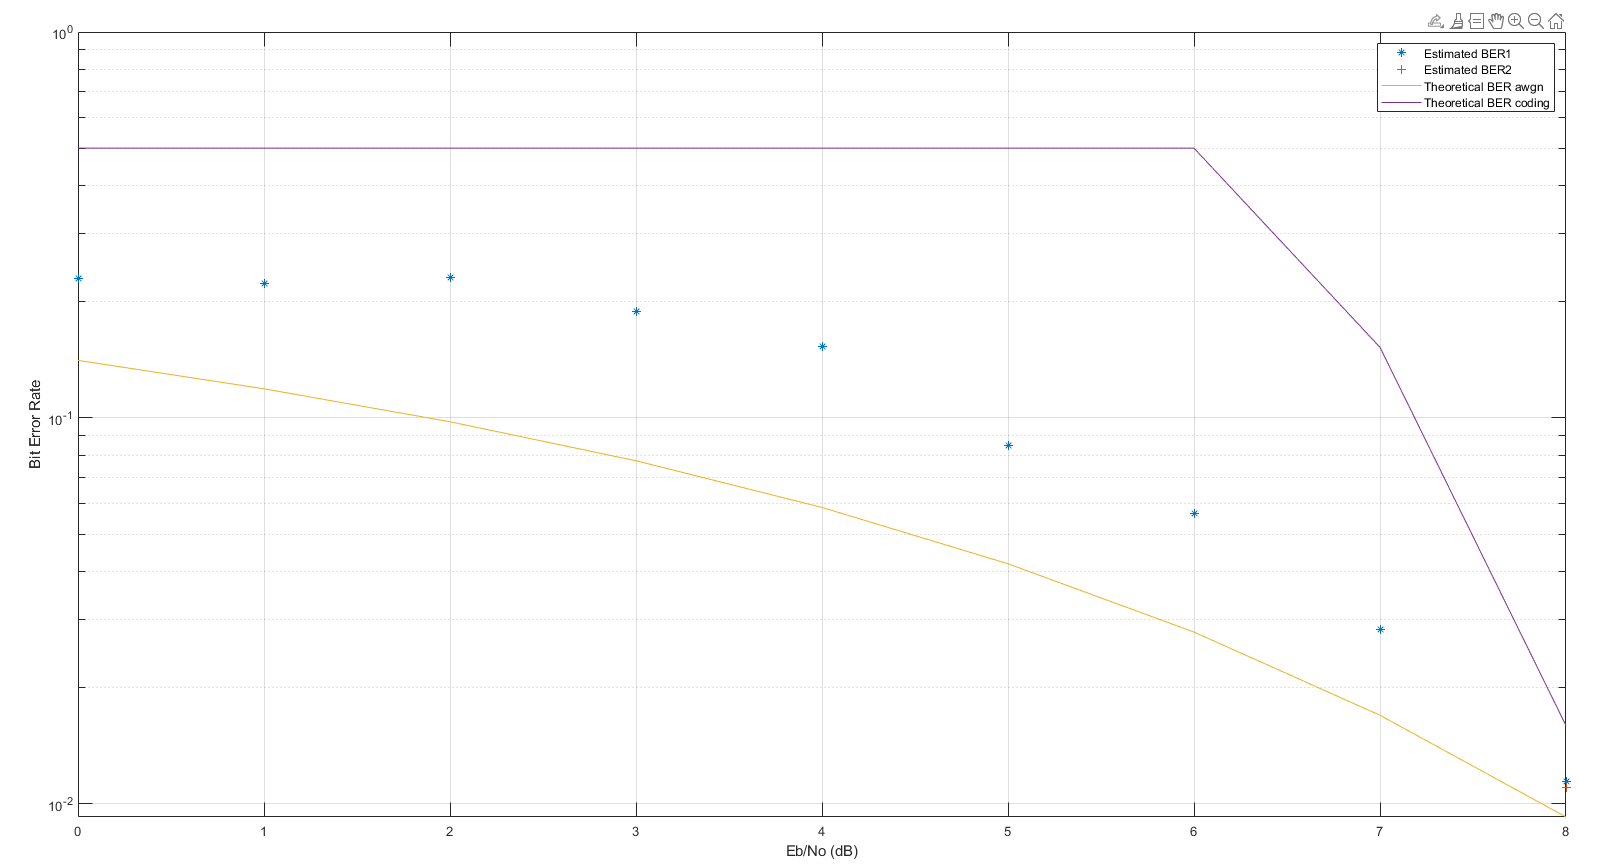 10^0
Estimated BER1
Estimated BER2
Theoretical BER awgn
Theoretical BER coding
Bit Error Rate
10^-1
10^-2
0 1 2 3 4 5 6 7 8
Eb/No (dB)